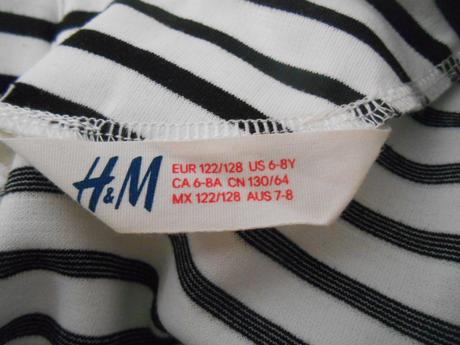 H&M
EUR 122/128 US 6-8Y
CA 6-8A CN 130/64
MX 122/128 AUS 7-8